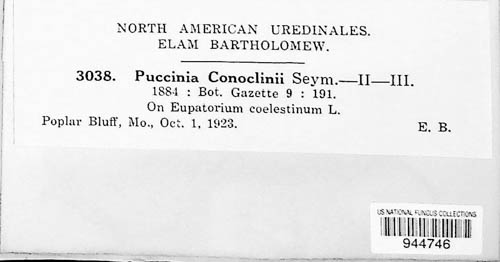 NORTH AMERICAN UREDINALES.
ELAM BARTHOLOMEW.
3038. Puccinia Conoclinii Seym.—II—III.
1884 : Bot. Gazette 9 : 191.
On Eupatorium coelestinum L.
Poplar Bluff, Mo., Oct. 1, 1923. E. B.
US NATIONAL FUNGUS COLLECTIONS
944746